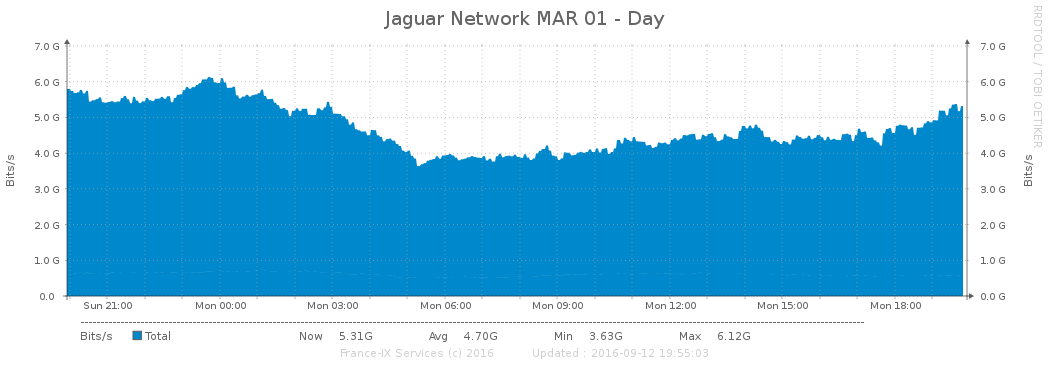 Jaguar Network MAR 01 - Day
RRDTOOL / TOBI OETIKER
7.0 G 7.0 G
6.0 G 6.0 G
5.0 G 5.0 G
4.0 G 4.0 G
3.0 G 3.0 G
2.0 G 2.0 G
1.0 G 1.0 G
0.0 0.0 G
Bits/s
Bits/s
Sun 21:00 Mon 00:00 Mon 03:00 Mon 06:00 Mon 09:00 Mon 12:00 Mon 15:00 Mon 18:00
Bits/s Total Now 5.31G Avg 4.70G Min 3.63G Max 6.12G
France-IX Services (c) 2016 Updated : 2016-09-12 19:55:03